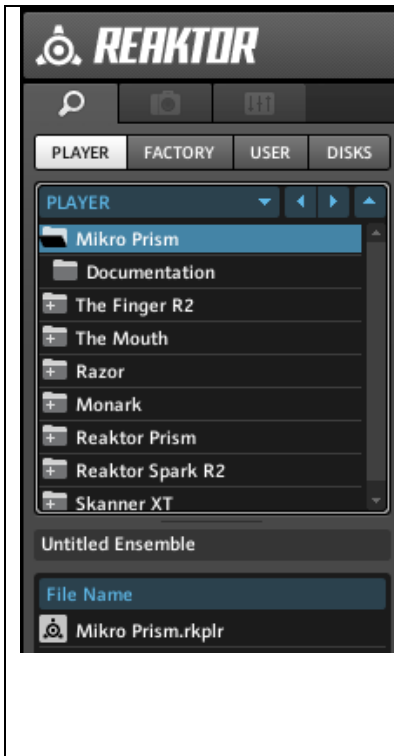 REAKTOR
PLAYER FACTORY USER DISKS
PLAYER
Mikro Prism
Documentation
The Finger R2
The Mouth
Razor
Monark
Reaktor Prism
Reaktor Spark R2
Skanner XT
Untitled Ensemble
File Name
Mikro Prism.rkplr